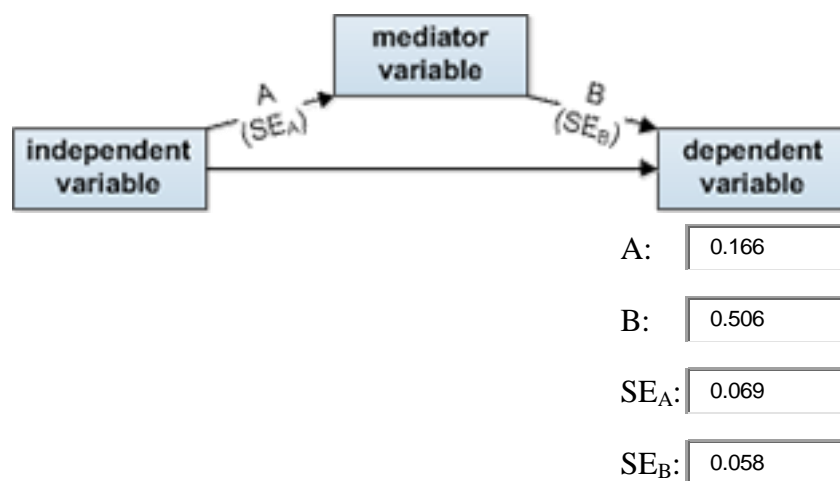 mediator
variable
A
(SEA)
B
(SEB)
independent
variable
dependent
variable
A: 0.166
B: 0.506
SEA: 0.069
SEB: 0.058